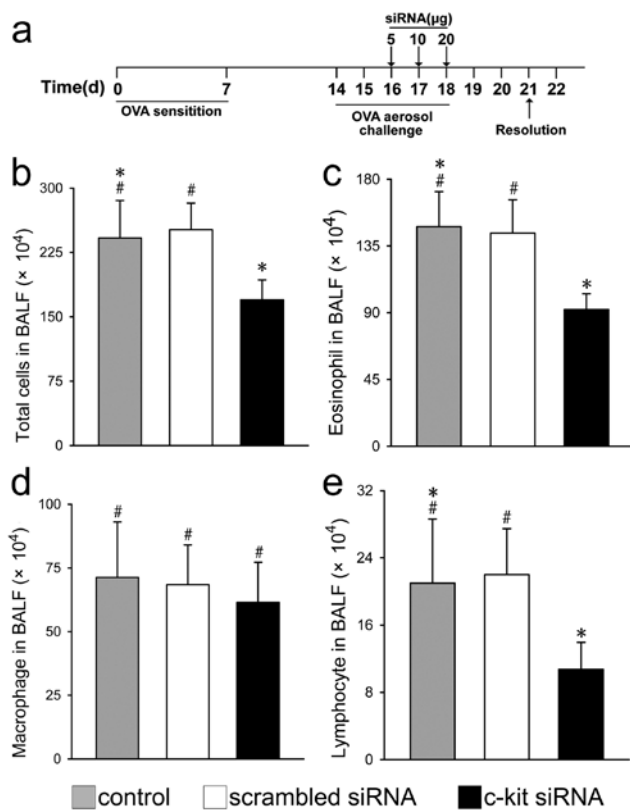 a
siRNA(μg)
5 10 20
Time(d)
0 7 14 15 16 17 18 19 20 21 22
OVA sensitition
OVA aerosol
challenge
Resolution
b
Total cells in BALF (× 10⁴)
300
225
150
75
0
*
#
#
*
c
Eosinophil in BALF (× 10⁴)
180
135
90
45
0
*
#
#
*
d
Macrophage in BALF (× 10⁴)
100
75
50
25
0
#
#
#
e
Lymphocyte in BALF (× 10⁴)
32
24
16
8
0
*
#
#
*
control scrambled siRNA c-kit siRNA